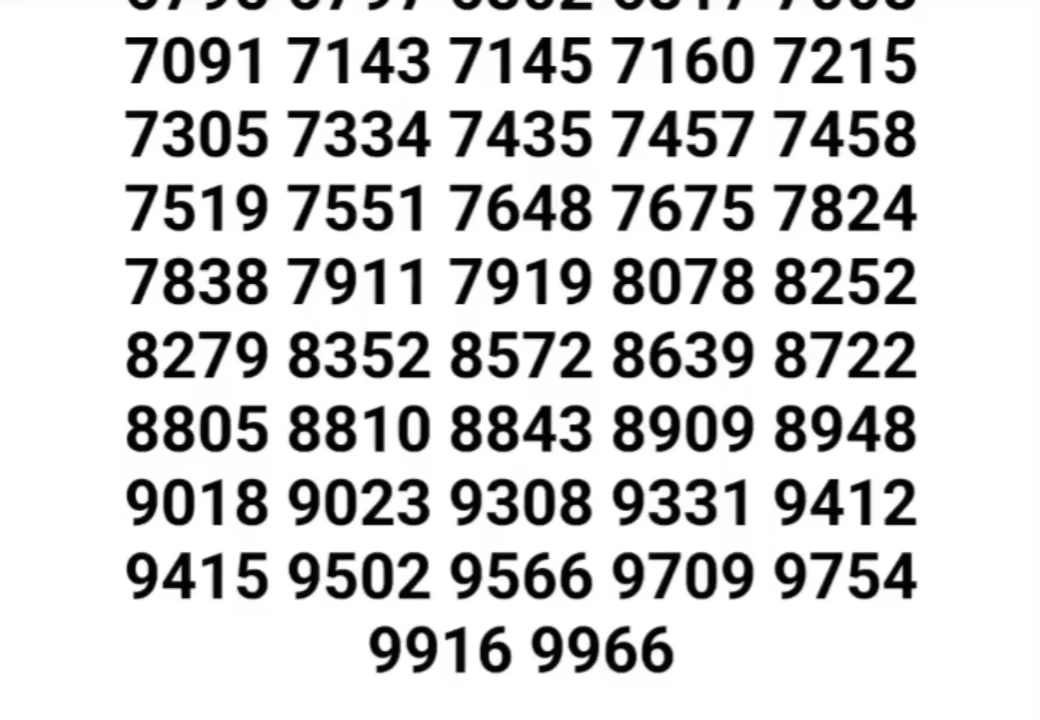 7091 7143 7145 7160 7215
7305 7334 7435 7457 7458
7519 7551 7648 7675 7824
7838 7911 7919 8078 8252
8279 8352 8572 8639 8722
8805 8810 8843 8909 8948
9018 9023 9308 9331 9412
9415 9502 9566 9709 9754
9916 9966